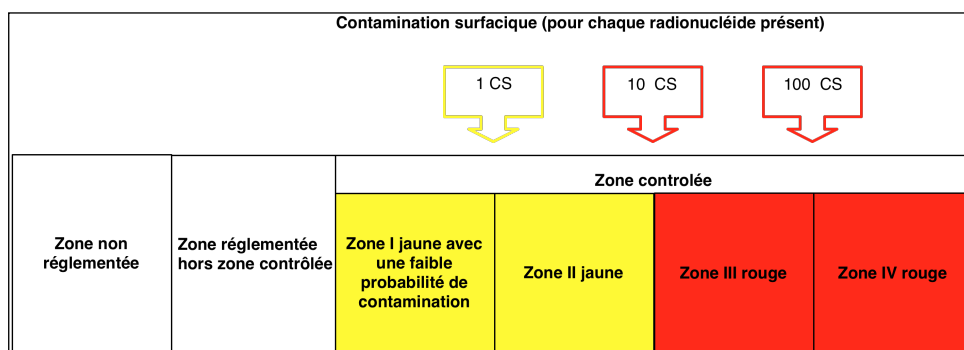 Contamination surfacique (pour chaque radionucléide présent)
1 CS
10 CS
100 CS
Zone controlée
Zone non
réglementée
Zone réglementée
hors zone contrôlée
Zone I jaune avec
une faible
probabilité de
contamination
Zone II jaune
Zone III rouge
Zone IV rouge